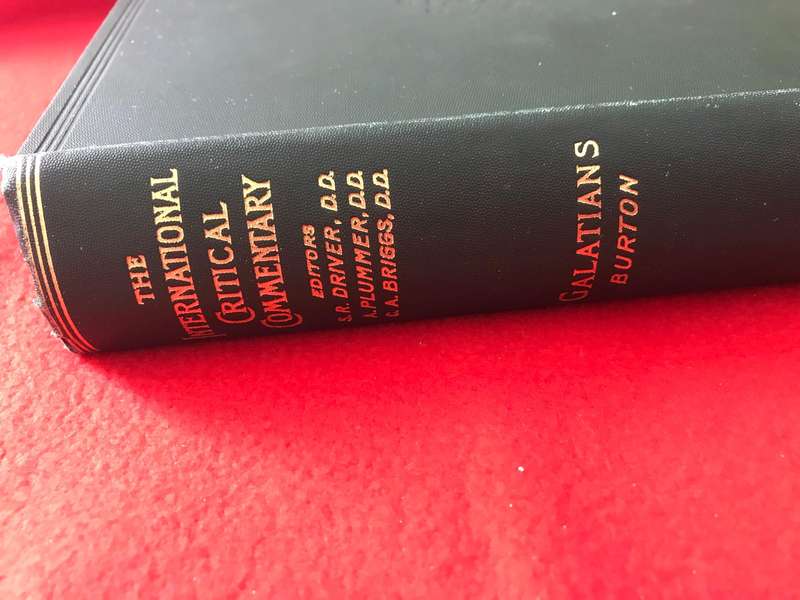 THE
INTERNATIONAL
CRITICAL
COMMENTARY
EDITORS
S.R. DRIVER, D.D.
A. PLUMMER, D.D.
C.A. BRIGGS, D.D.
GALATIANS
BURTON